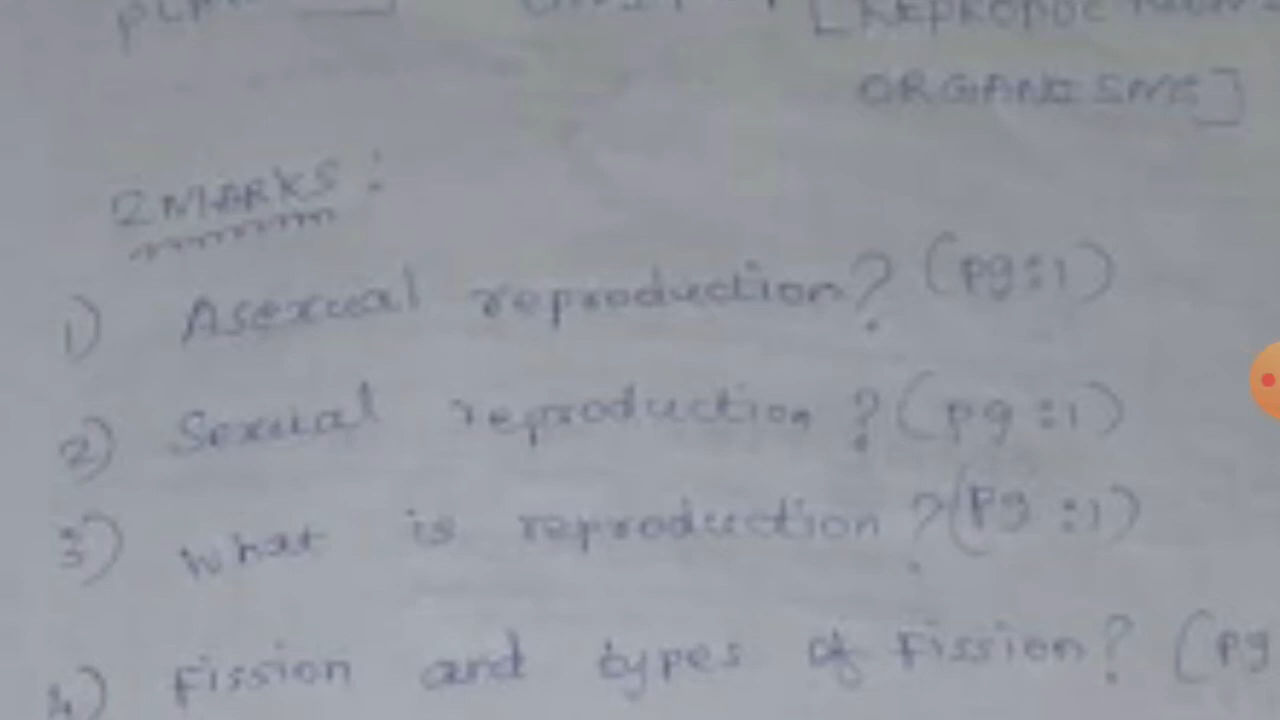 ORGANISMS]
2 MARKS:
1) Asexual reproduction? (pg:1)
2) Sexual reproduction? (pg:1)
3) What is reproduction? (Pg:1)
4) Fission and types of Fission? (pg